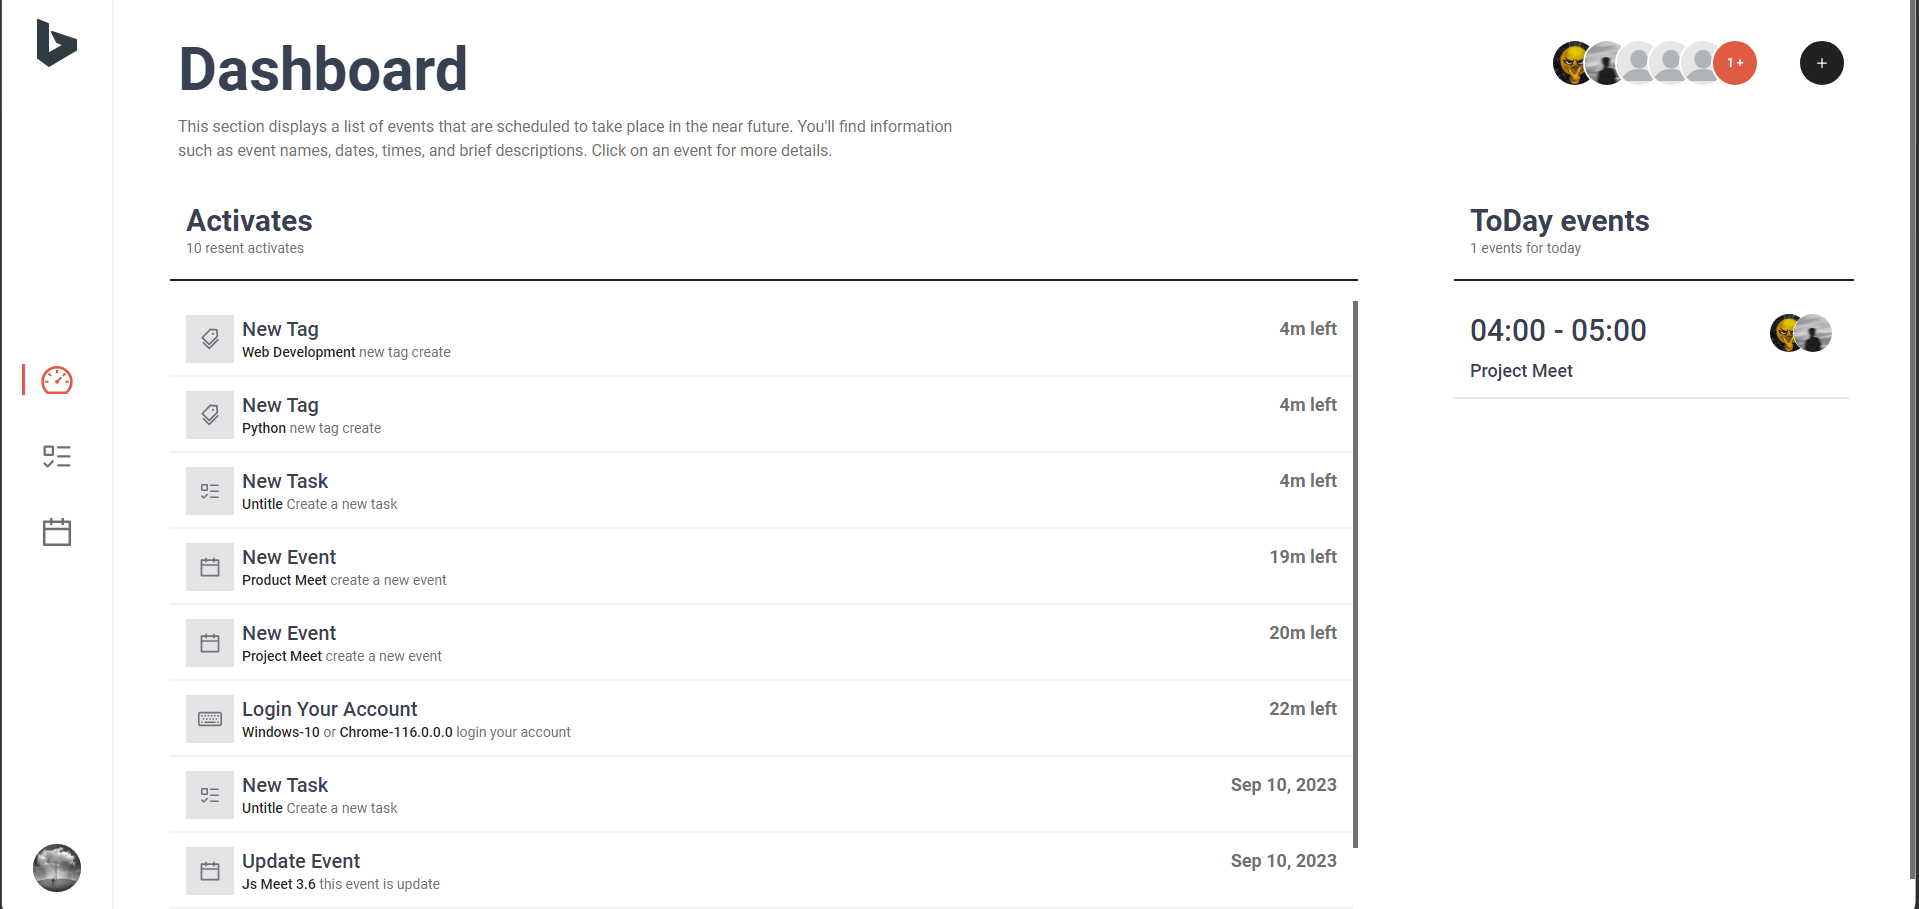 Dashboard
1 +
+
This section displays a list of events that are scheduled to take place in the near future. You'll find information
such as event names, dates, times, and brief descriptions. Click on an event for more details.
Activates
10 resent activates
New Tag
4m left
Web Development new tag create
New Tag
4m left
Python new tag create
New Task
4m left
Untitle Create a new task
New Event
19m left
Product Meet create a new event
New Event
20m left
Project Meet create a new event
Login Your Account
22m left
Windows-10 or Chrome-116.0.0.0 login your account
New Task
Sep 10, 2023
Untitle Create a new task
Update Event
Sep 10, 2023
Js Meet 3.6 this event is update
ToDay events
1 events for today
04:00 - 05:00
Project Meet